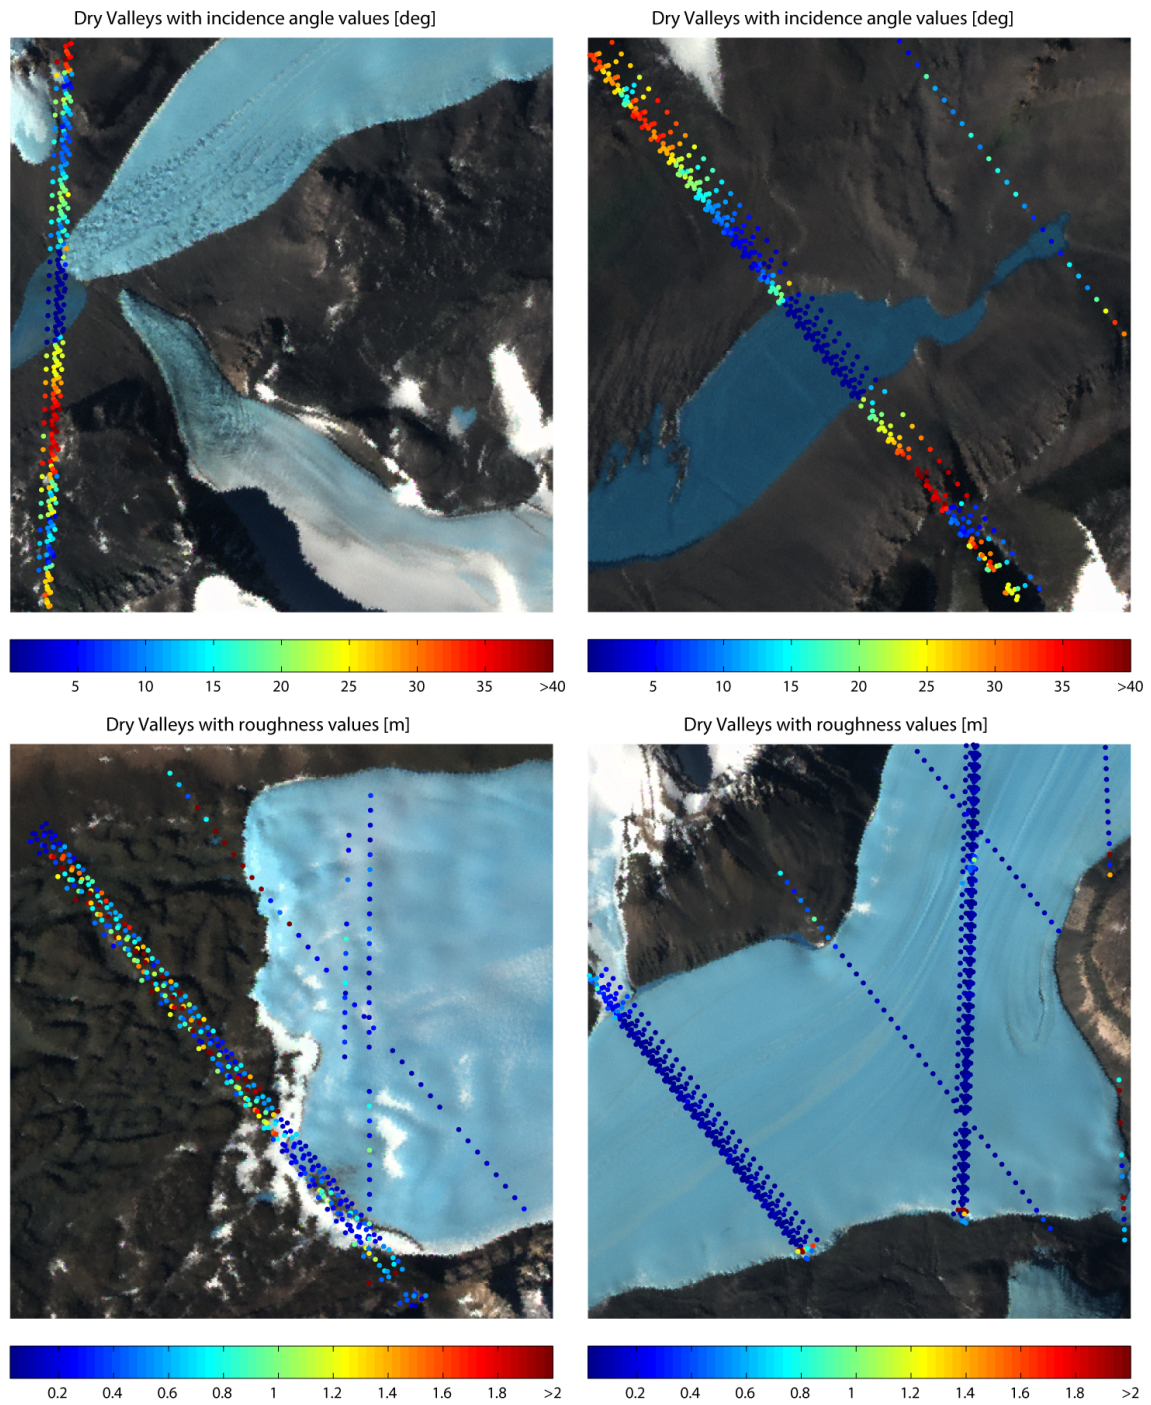 Dry Valleys with incidence angle values [deg]
Dry Valleys with incidence angle values [deg]
5 10 15 20 25 30 35 >40
5 10 15 20 25 30 35 >40
Dry Valleys with roughness values [m]
Dry Valleys with roughness values [m]
0.2 0.4 0.6 0.8 1 1.2 1.4 1.6 1.8 >2
0.2 0.4 0.6 0.8 1 1.2 1.4 1.6 1.8 >2